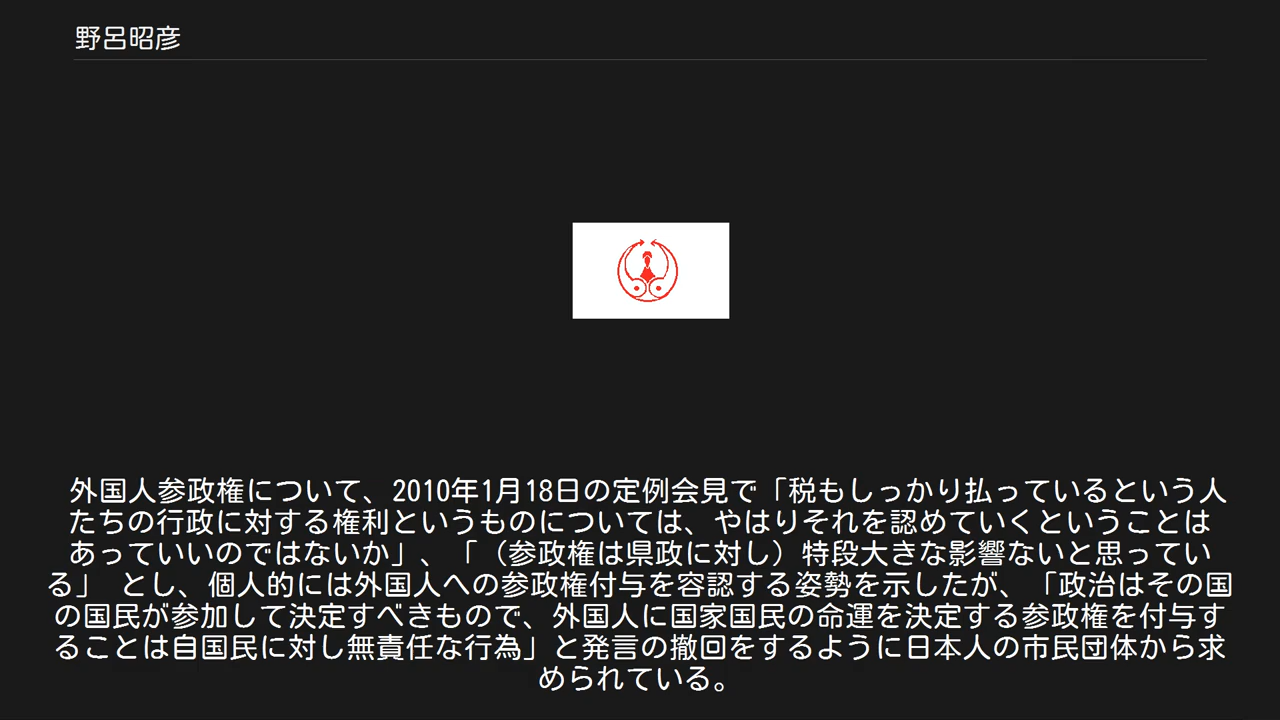 野呂昭彦
外国人参政権について、2010年1月18日の定例会見で「税もしっかり払っているという人
たちの行政に対する権利というものについては、やはりそれを認めていくということは
あっていいのではないか」、「（参政権は県政に対し）特段大きな影響ないと思ってい
る」 とし、個人的には外国人への参政権付与を容認する姿勢を示したが、「政治はその国
の国民が参加して決定すべきもので、外国人に国家国民の命運を決定する参政権を付与す
ることは自国民に対し無責任な行為」と発言の撤回をするように日本人の市民団体から求
められている。